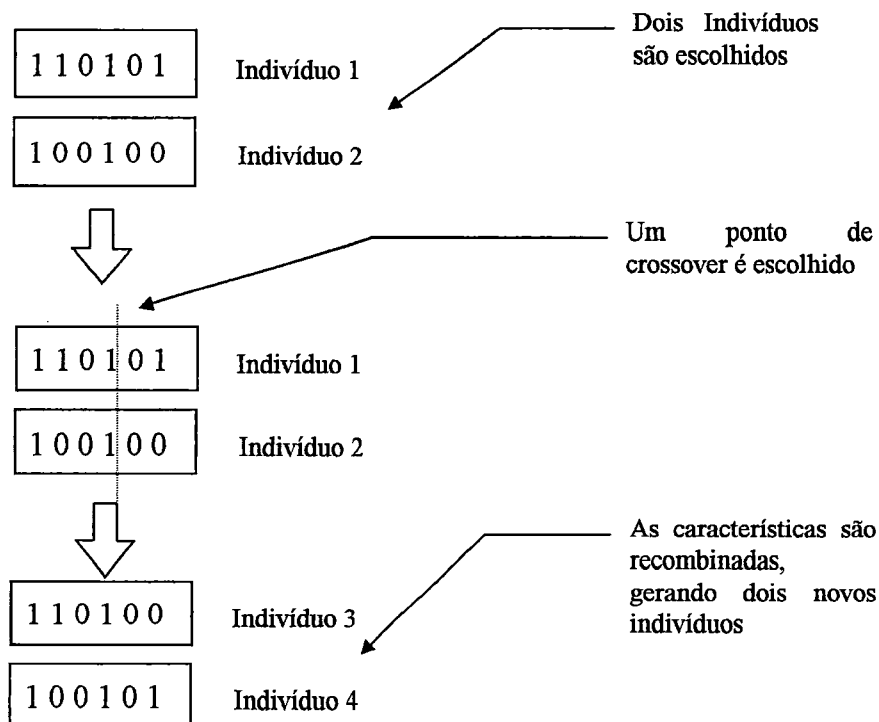 Dois Indivíduos
são escolhidos
1 1 0 1 0 1 Indivíduo 1
1 0 0 1 0 0 Indivíduo 2
Um ponto de
crossover é escolhido
1 1 0 1 0 1 Indivíduo 1
1 0 0 1 0 0 Indivíduo 2
As características são
recombinadas,
gerando dois novos
indivíduos
1 1 0 1 0 0 Indivíduo 3
1 0 0 1 0 1 Indivíduo 4